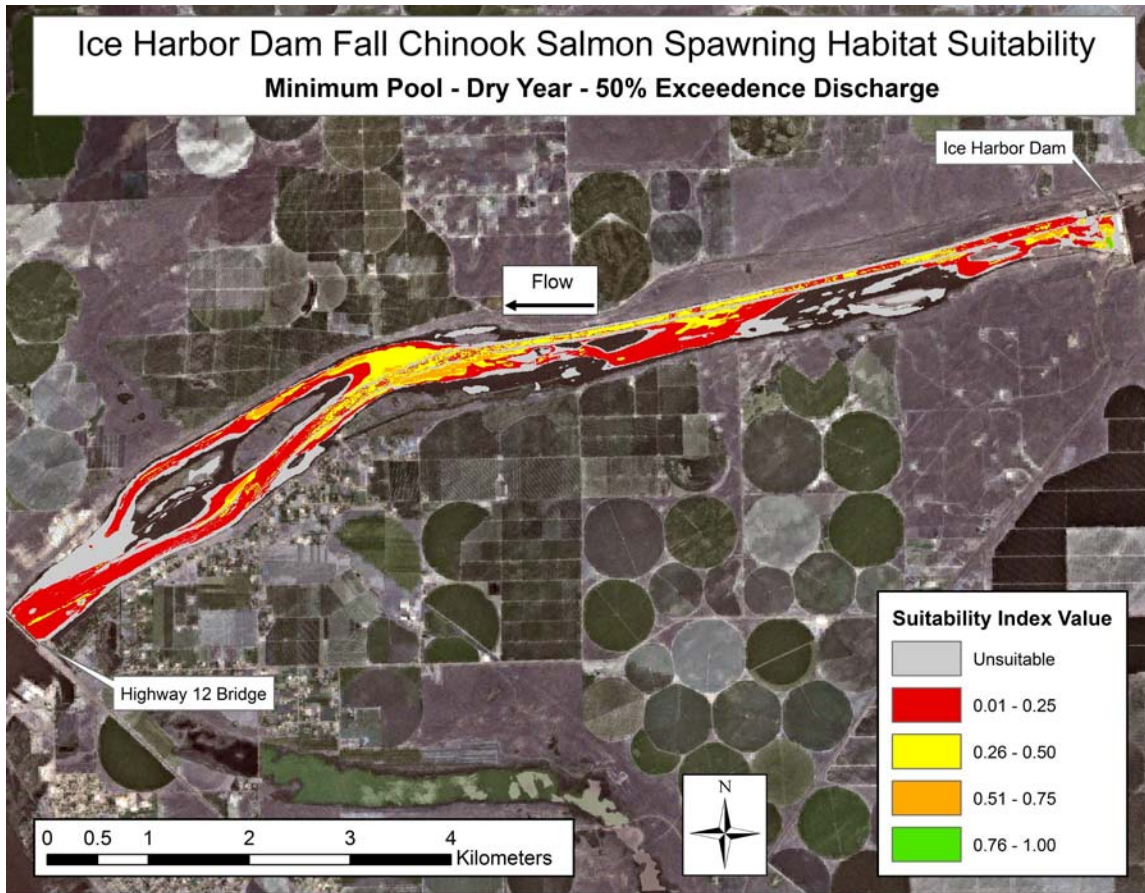 Ice Harbor Dam Fall Chinook Salmon Spawning Habitat Suitability
Minimum Pool - Dry Year - 50% Exceedence Discharge
Ice Harbor Dam
Flow
Highway 12 Bridge
Suitability Index Value
Unsuitable
0.01 - 0.25
0.26 - 0.50
0.51 - 0.75
0.76 - 1.00
N
0 0.5 1 2 3 4
Kilometers